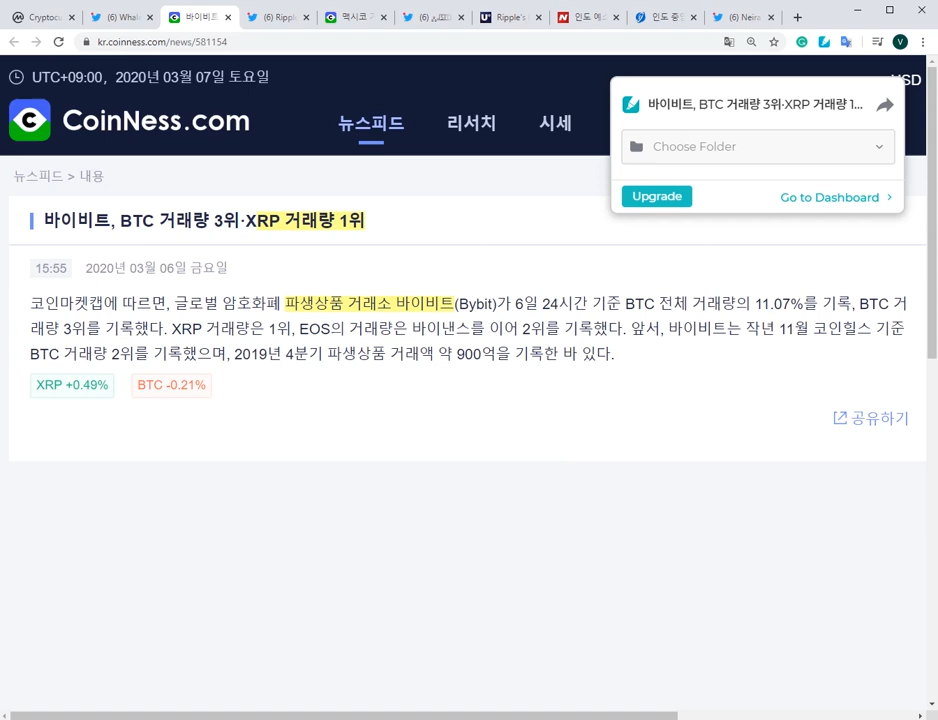 Cryptocu
(6) Whal
바이비트
(6) Rippl
멕시코
(6)
Ripple's
인도
인도 중
(6) Neira
kr.coinness.com/news/581154
V
UTC+09:00, 2020년 03월 07일 토요일
USD
CoinNess.com
뉴스피드
리서치
시세
바이비트, BTC 거래량 3위·XRP 거래량 1...
Choose Folder
Upgrade
Go to Dashboard
뉴스피드 > 내용
바이비트, BTC 거래량 3위·XRP 거래량 1위
15:55 2020년 03월 06일 금요일
코인마켓캡에 따르면, 글로벌 암호화폐 파생상품 거래소 바이비트(Bybit)가 6일 24시간 기준 BTC 전체 거래량의 11.07%를 기록, BTC 거
래량 3위를 기록했다. XRP 거래량은 1위, EOS의 거래량은 바이낸스를 이어 2위를 기록했다. 앞서, 바이비트는 작년 11월 코인힐스 기준
BTC 거래량 2위를 기록했으며, 2019년 4분기 파생상품 거래액 약 900억을 기록한 바 있다.
XRP +0.49% BTC -0.21%
공유하기